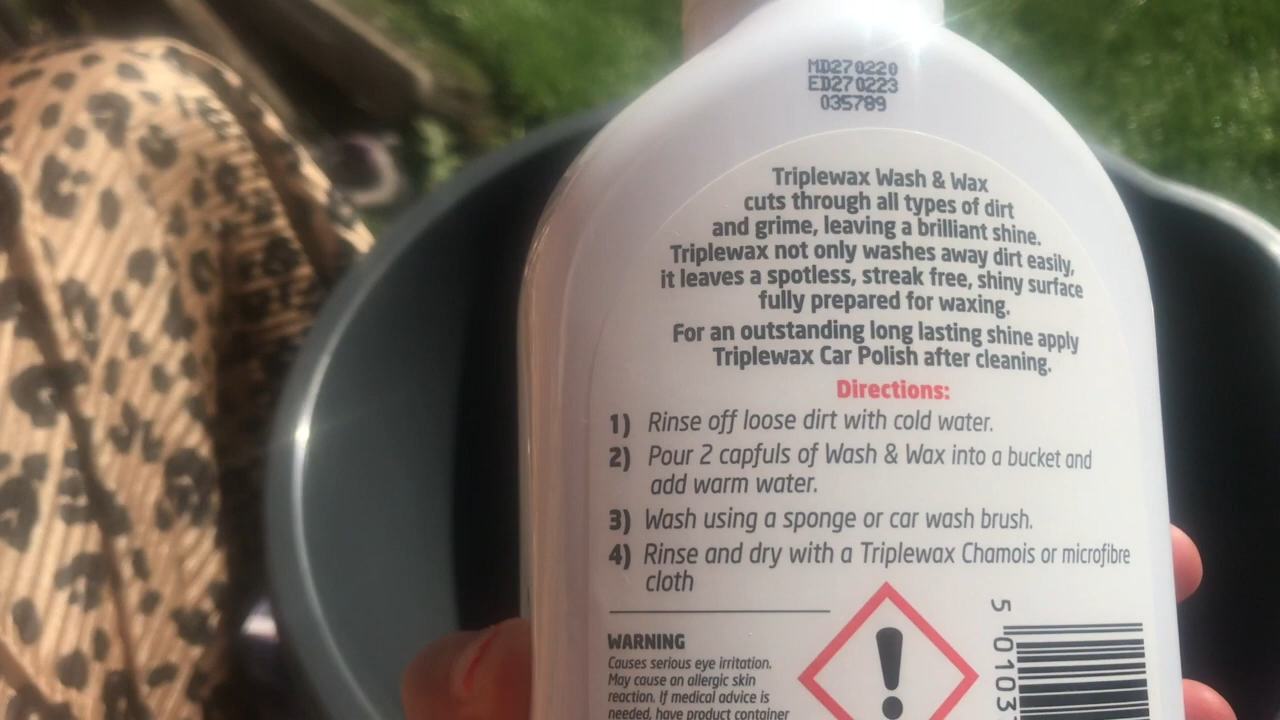 MD270220
ED270223
035789
Triplewax Wash & Wax
cuts through all types of dirt
and grime, leaving a brilliant shine.
Triplewax not only washes away dirt easily,
it leaves a spotless, streak free, shiny surface
fully prepared for waxing.
For an outstanding long lasting shine apply
Triplewax Car Polish after cleaning.
Directions:
1) Rinse off loose dirt with cold water.
2) Pour 2 capfuls of Wash & Wax into a bucket and
add warm water.
3) Wash using a sponge or car wash brush.
4) Rinse and dry with a Triplewax Chamois or microfibre
cloth
WARNING
Causes serious eye irritation.
May cause an allergic skin
reaction. If medical advice is
needed, have product container
5 0103